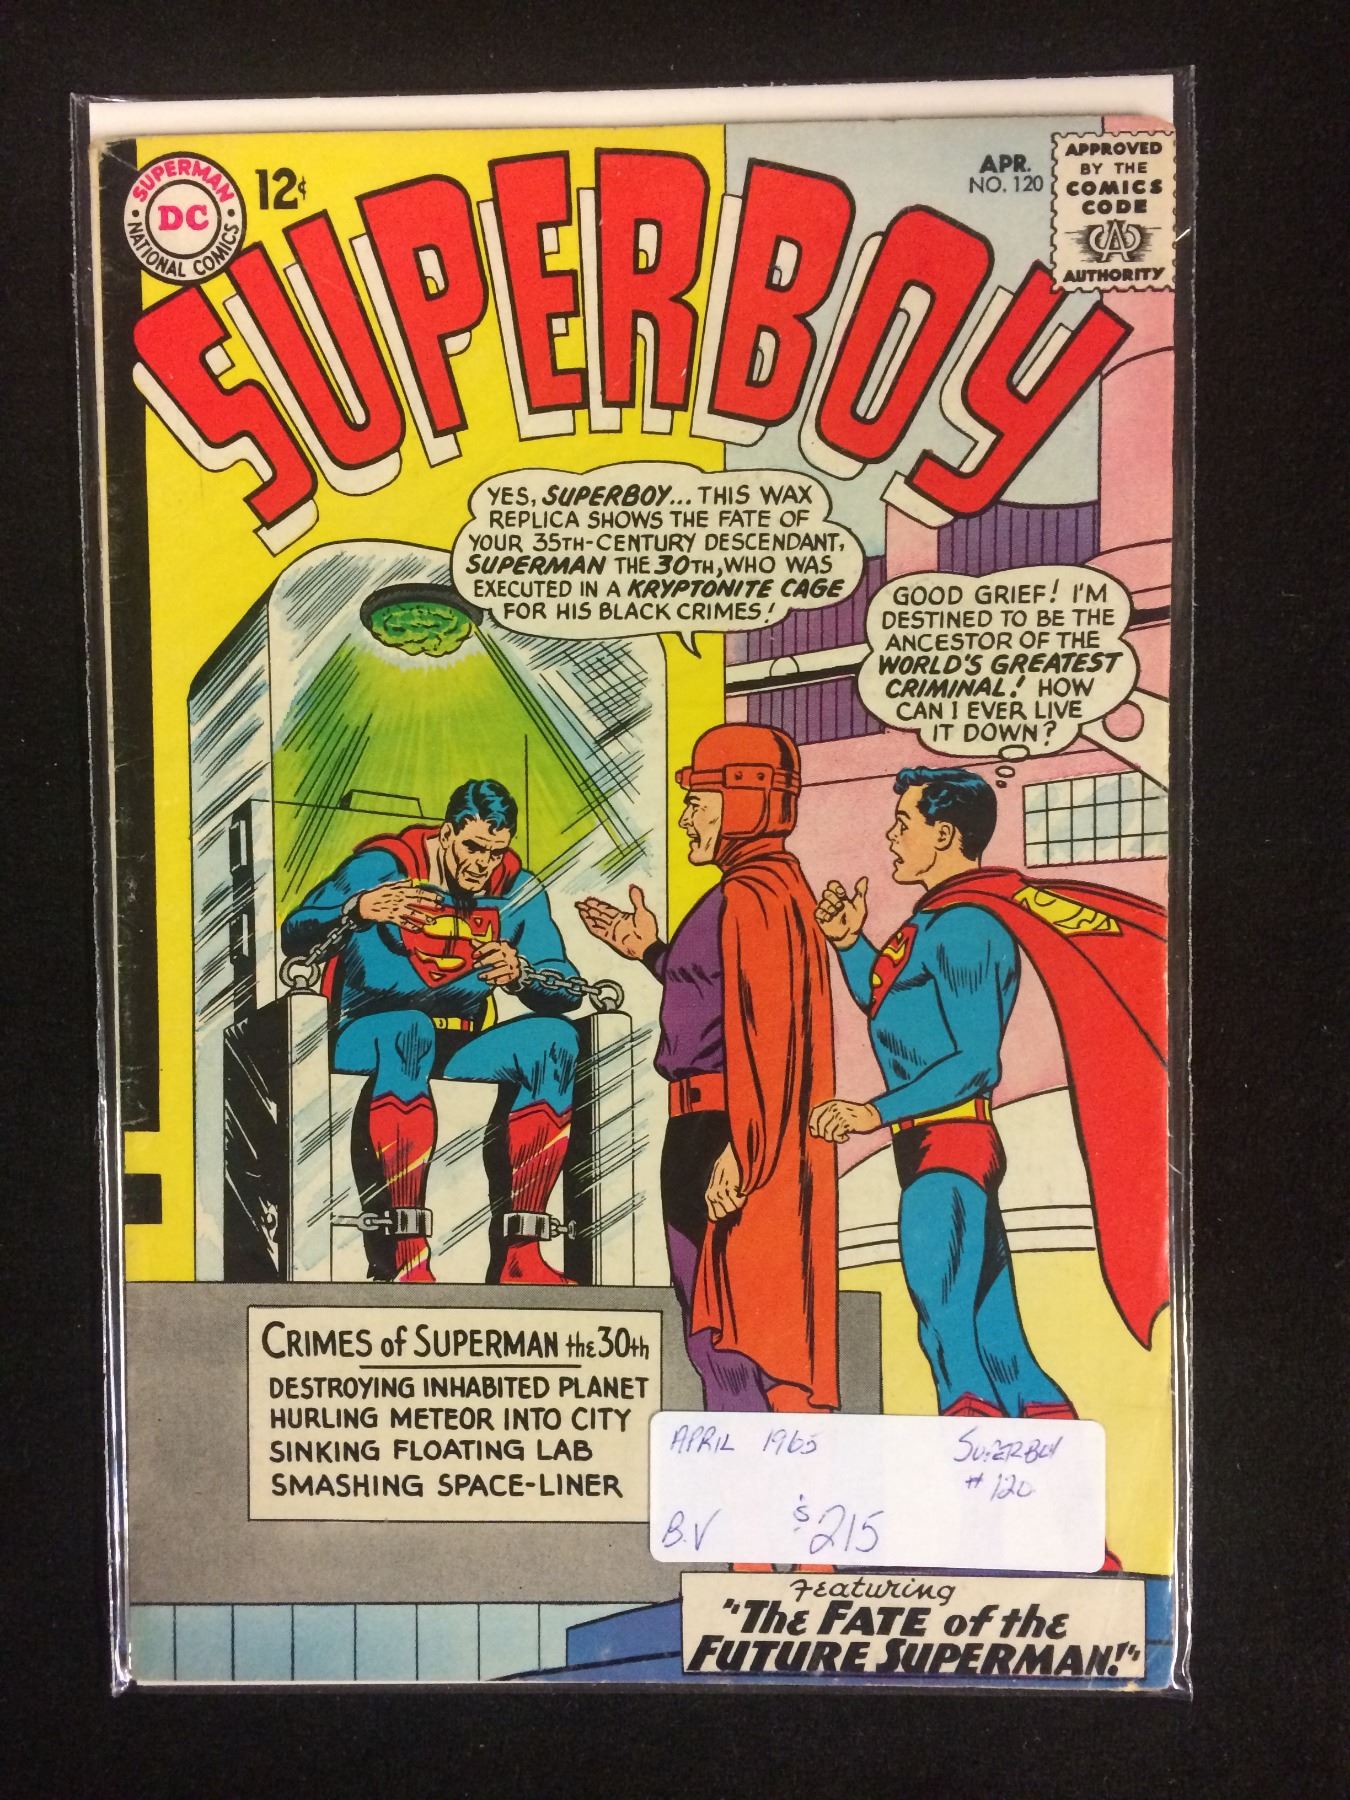 SUPERMAN
DC
NATIONAL COMICS
12¢
APR.
NO. 120
APPROVED
BY THE
COMICS
CODE
CA
AUTHORITY
SUPERBOY
YES, SUPERBOY... THIS WAX
REPLICA SHOWS THE FATE OF
YOUR 35TH-CENTURY DESCENDANT,
SUPERMAN THE 30TH, WHO WAS
EXECUTED IN A KRYPTONITE CAGE
FOR HIS BLACK CRIMES!
GOOD GRIEF! I'M
DESTINED TO BE THE
ANCESTOR OF THE
WORLD'S GREATEST
CRIMINAL! HOW
CAN I EVER LIVE
IT DOWN?
CRIMES of SUPERMAN the 30th
DESTROYING INHABITED PLANET
HURLING METEOR INTO CITY
SINKING FLOATING LAB
SMASHING SPACE-LINER
APRIL 1965
SUPERBOY
# 120
B.V $215
Featuring
"The FATE of the
FUTURE SUPERMAN!"